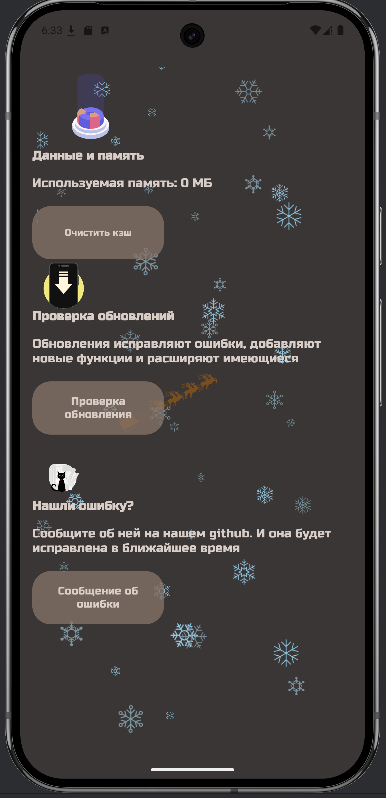 6:33
Данные и память
Используемая память: 0 МБ
Очистить кэш
Проверка обновлений
Обновления исправляют ошибки, добавляют
новые функции и расширяют имеющиеся
Проверка
обновления
Нашли ошибку?
Сообщите об ней на нашем github. И она будет
исправлена в ближайшее время
Сообщение об
ошибки